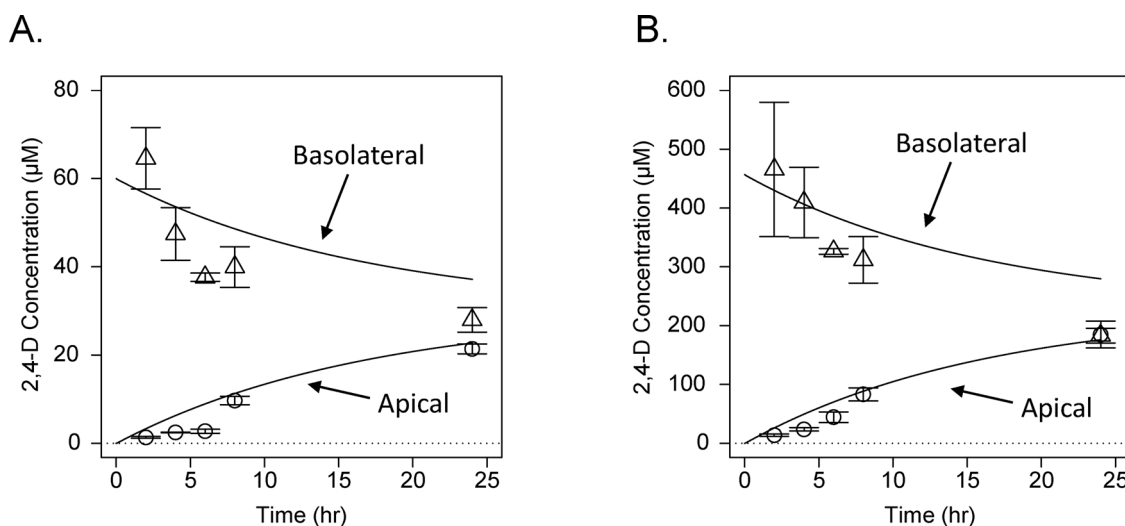 A.
80
60
40
20
0
2,4-D Concentration (µM)
Basolateral
Apical
0 5 10 15 20 25
Time (hr)
B.
600
500
400
300
200
100
0
2,4-D Concentration (µM)
Basolateral
Apical
0 5 10 15 20 25
Time (hr)